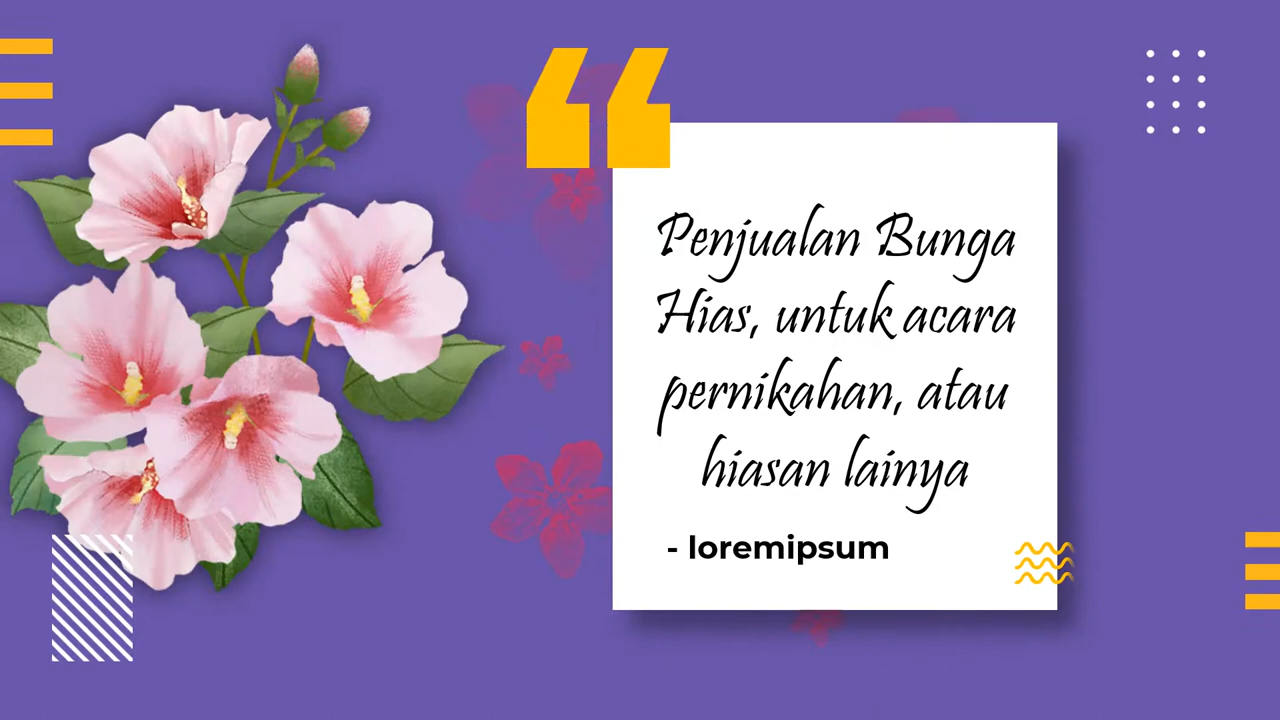 Penjualan Bunga
Hias, untuk acara
pernikahan, atau
hiasan lainya
- loremipsum